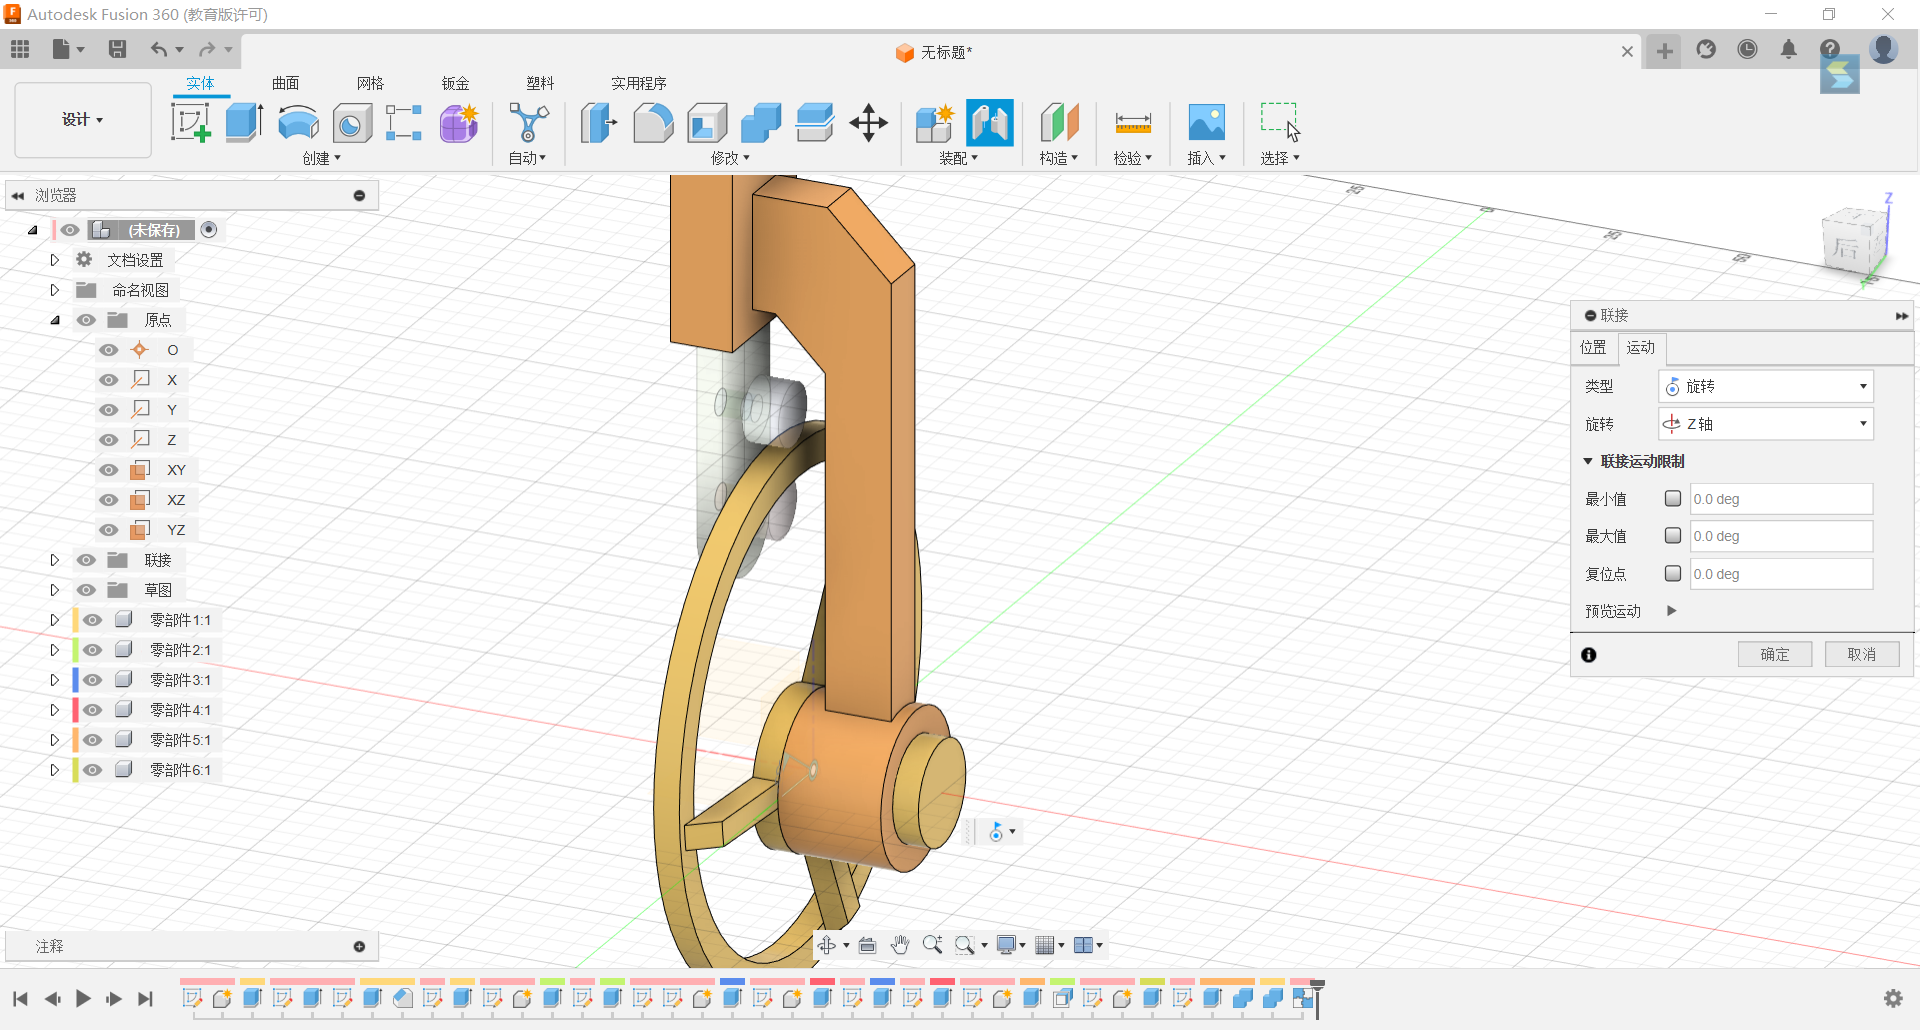 Autodesk Fusion 360 (教育版许可)
无标题*
设计
实体
曲面
网格
钣金
塑料
实用程序
创建
自动
修改
装配
构造
检验
插入
选择
浏览器
(未保存)
文档设置
命名视图
原点
O
X
Y
Z
XY
XZ
YZ
联接
草图
零部件1:1
零部件2:1
零部件3:1
零部件4:1
零部件5:1
零部件6:1
25
0
25
50
Z
后
联接
位置
运动
类型
旋转
旋转
Z 轴
联接运动限制
最小值
0.0 deg
最大值
0.0 deg
复位点
0.0 deg
预览运动
确定
取消
注释